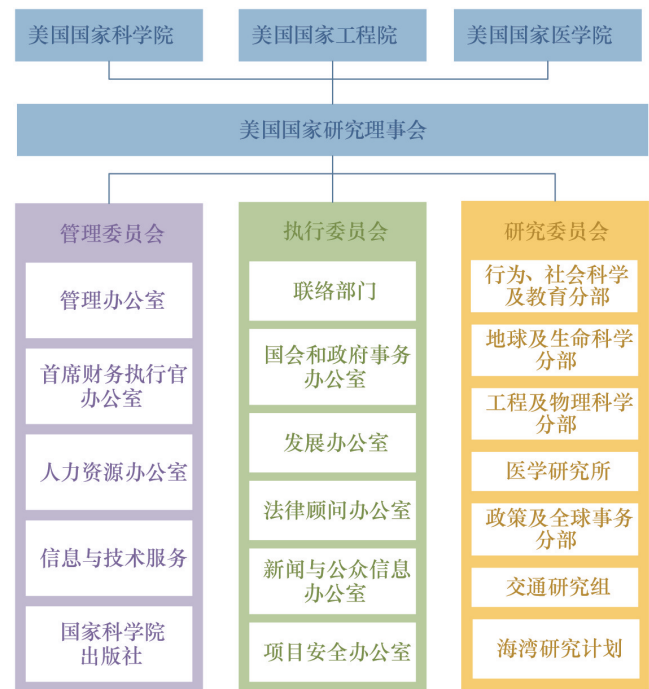 美国国家科学院
美国国家工程院
美国国家医学院
美国国家研究理事会
管理委员会
管理办公室
首席财务执行官
办公室
人力资源办公室
信息与技术服务
国家科学院
出版社
执行委员会
联络部门
国会和政府事务
办公室
发展办公室
法律顾问办公室
新闻与公众信息
办公室
项目安全办公室
研究委员会
行为、社会科学
及教育分部
地球及生命科学
分部
工程及物理科学
分部
医学研究所
政策及全球事务
分部
交通研究组
海湾研究计划